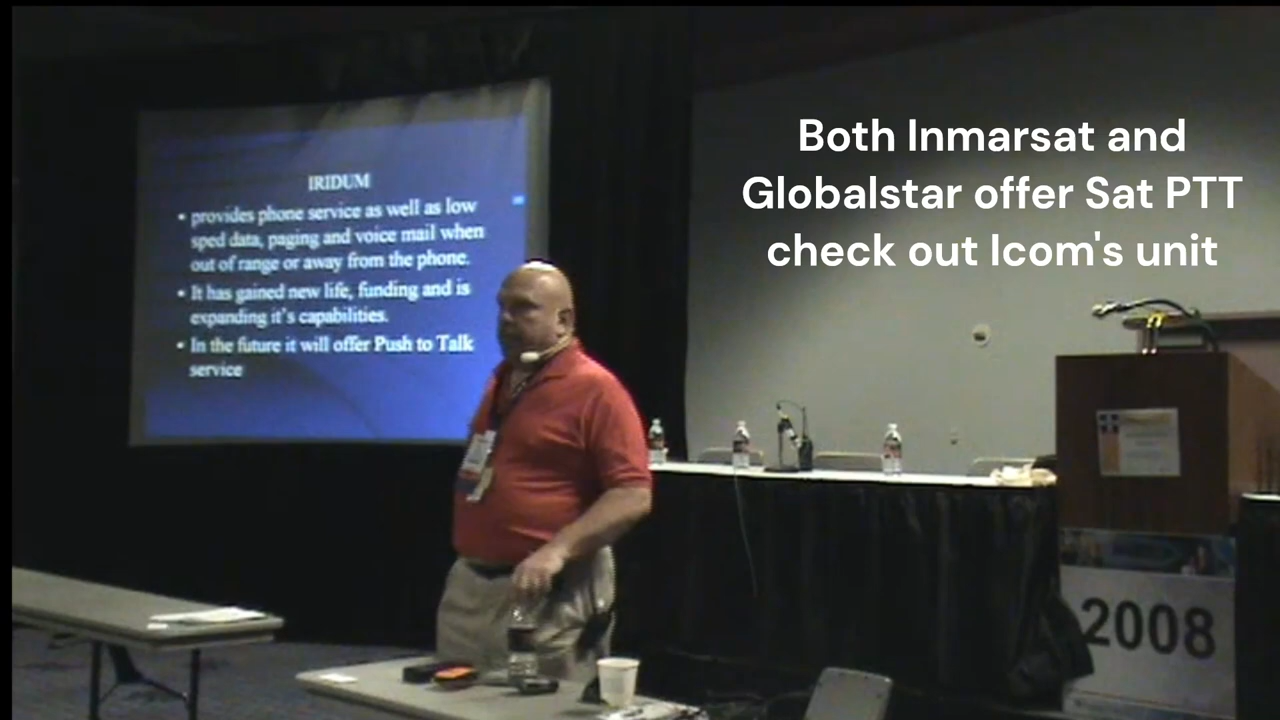 IRIDUM
• provides phone service as well as low
sped data, paging and voice mail when
out of range or away from the phone.
• It has gained new life, funding and is
expanding it's capabilities.
• In the future it will offer Push to Talk
service
Both Inmarsat and
Globalstar offer Sat PTT
check out Icom's unit
2008